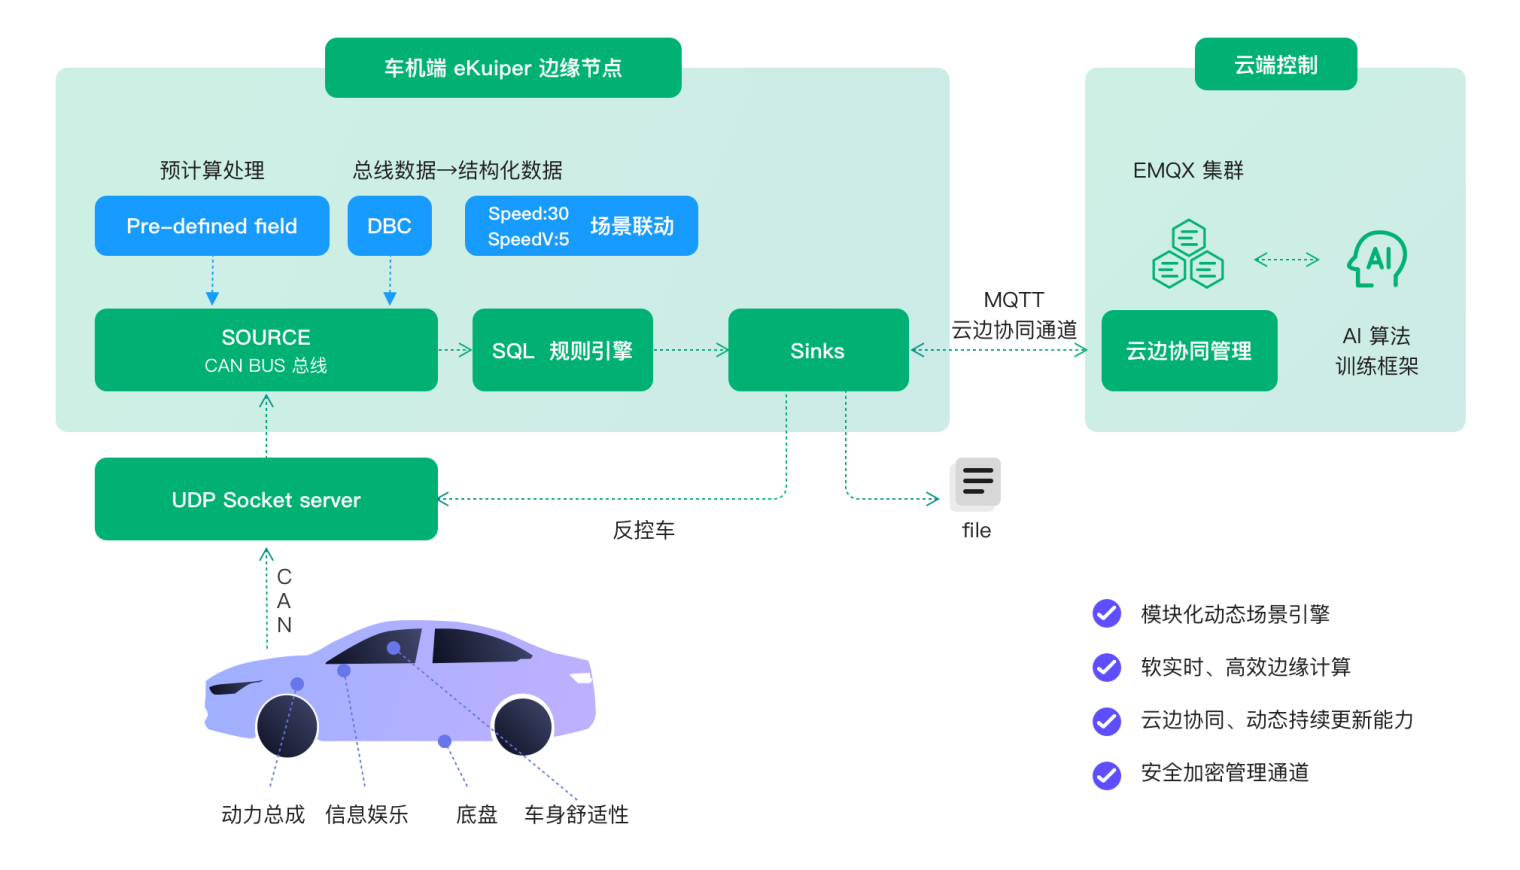 车机端 eKuiper 边缘节点
云端控制
预计算处理
总线数据→结构化数据
Pre-defined field
DBC
Speed:30
SpeedV:5
场景联动
EMQX 集群
AI
SOURCE
CAN BUS 总线
SQL 规则引擎
Sinks
MQTT
云边协同通道
云边协同管理
AI 算法
训练框架
UDP Socket server
反控车
file
CAN
动力总成
信息娱乐
底盘
车身舒适性
模块化动态场景引擎
软实时、高效边缘计算
云边协同、动态持续更新能力
安全加密管理通道